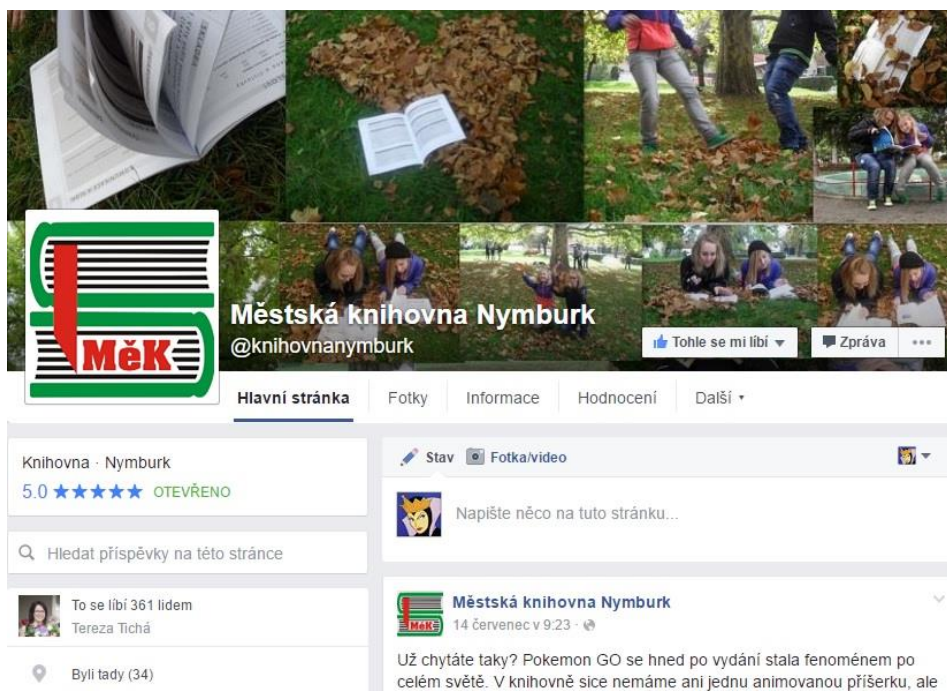 Městská knihovna Nymburk
@knihovnanymburk
Tohle se mi líbí
Zpráva
MěK
Hlavní stránka
Fotky
Informace
Hodnocení
Další
Knihovna · Nymburk
5.0 ★★★★★ OTEVŘENO
Hledat příspěvky na této stránce
To se líbí 361 lidem
Tereza Tichá
Byli tady (34)
Stav
Fotka/video
Napište něco na tuto stránku...
MěK
Městská knihovna Nymburk
14 červenec v 9:23 ·
Už chytáte taky? Pokemon GO se hned po vydání stala fenoménem po
celém světě. V knihovně sice nemáme ani jednu animovanou příšerku, ale